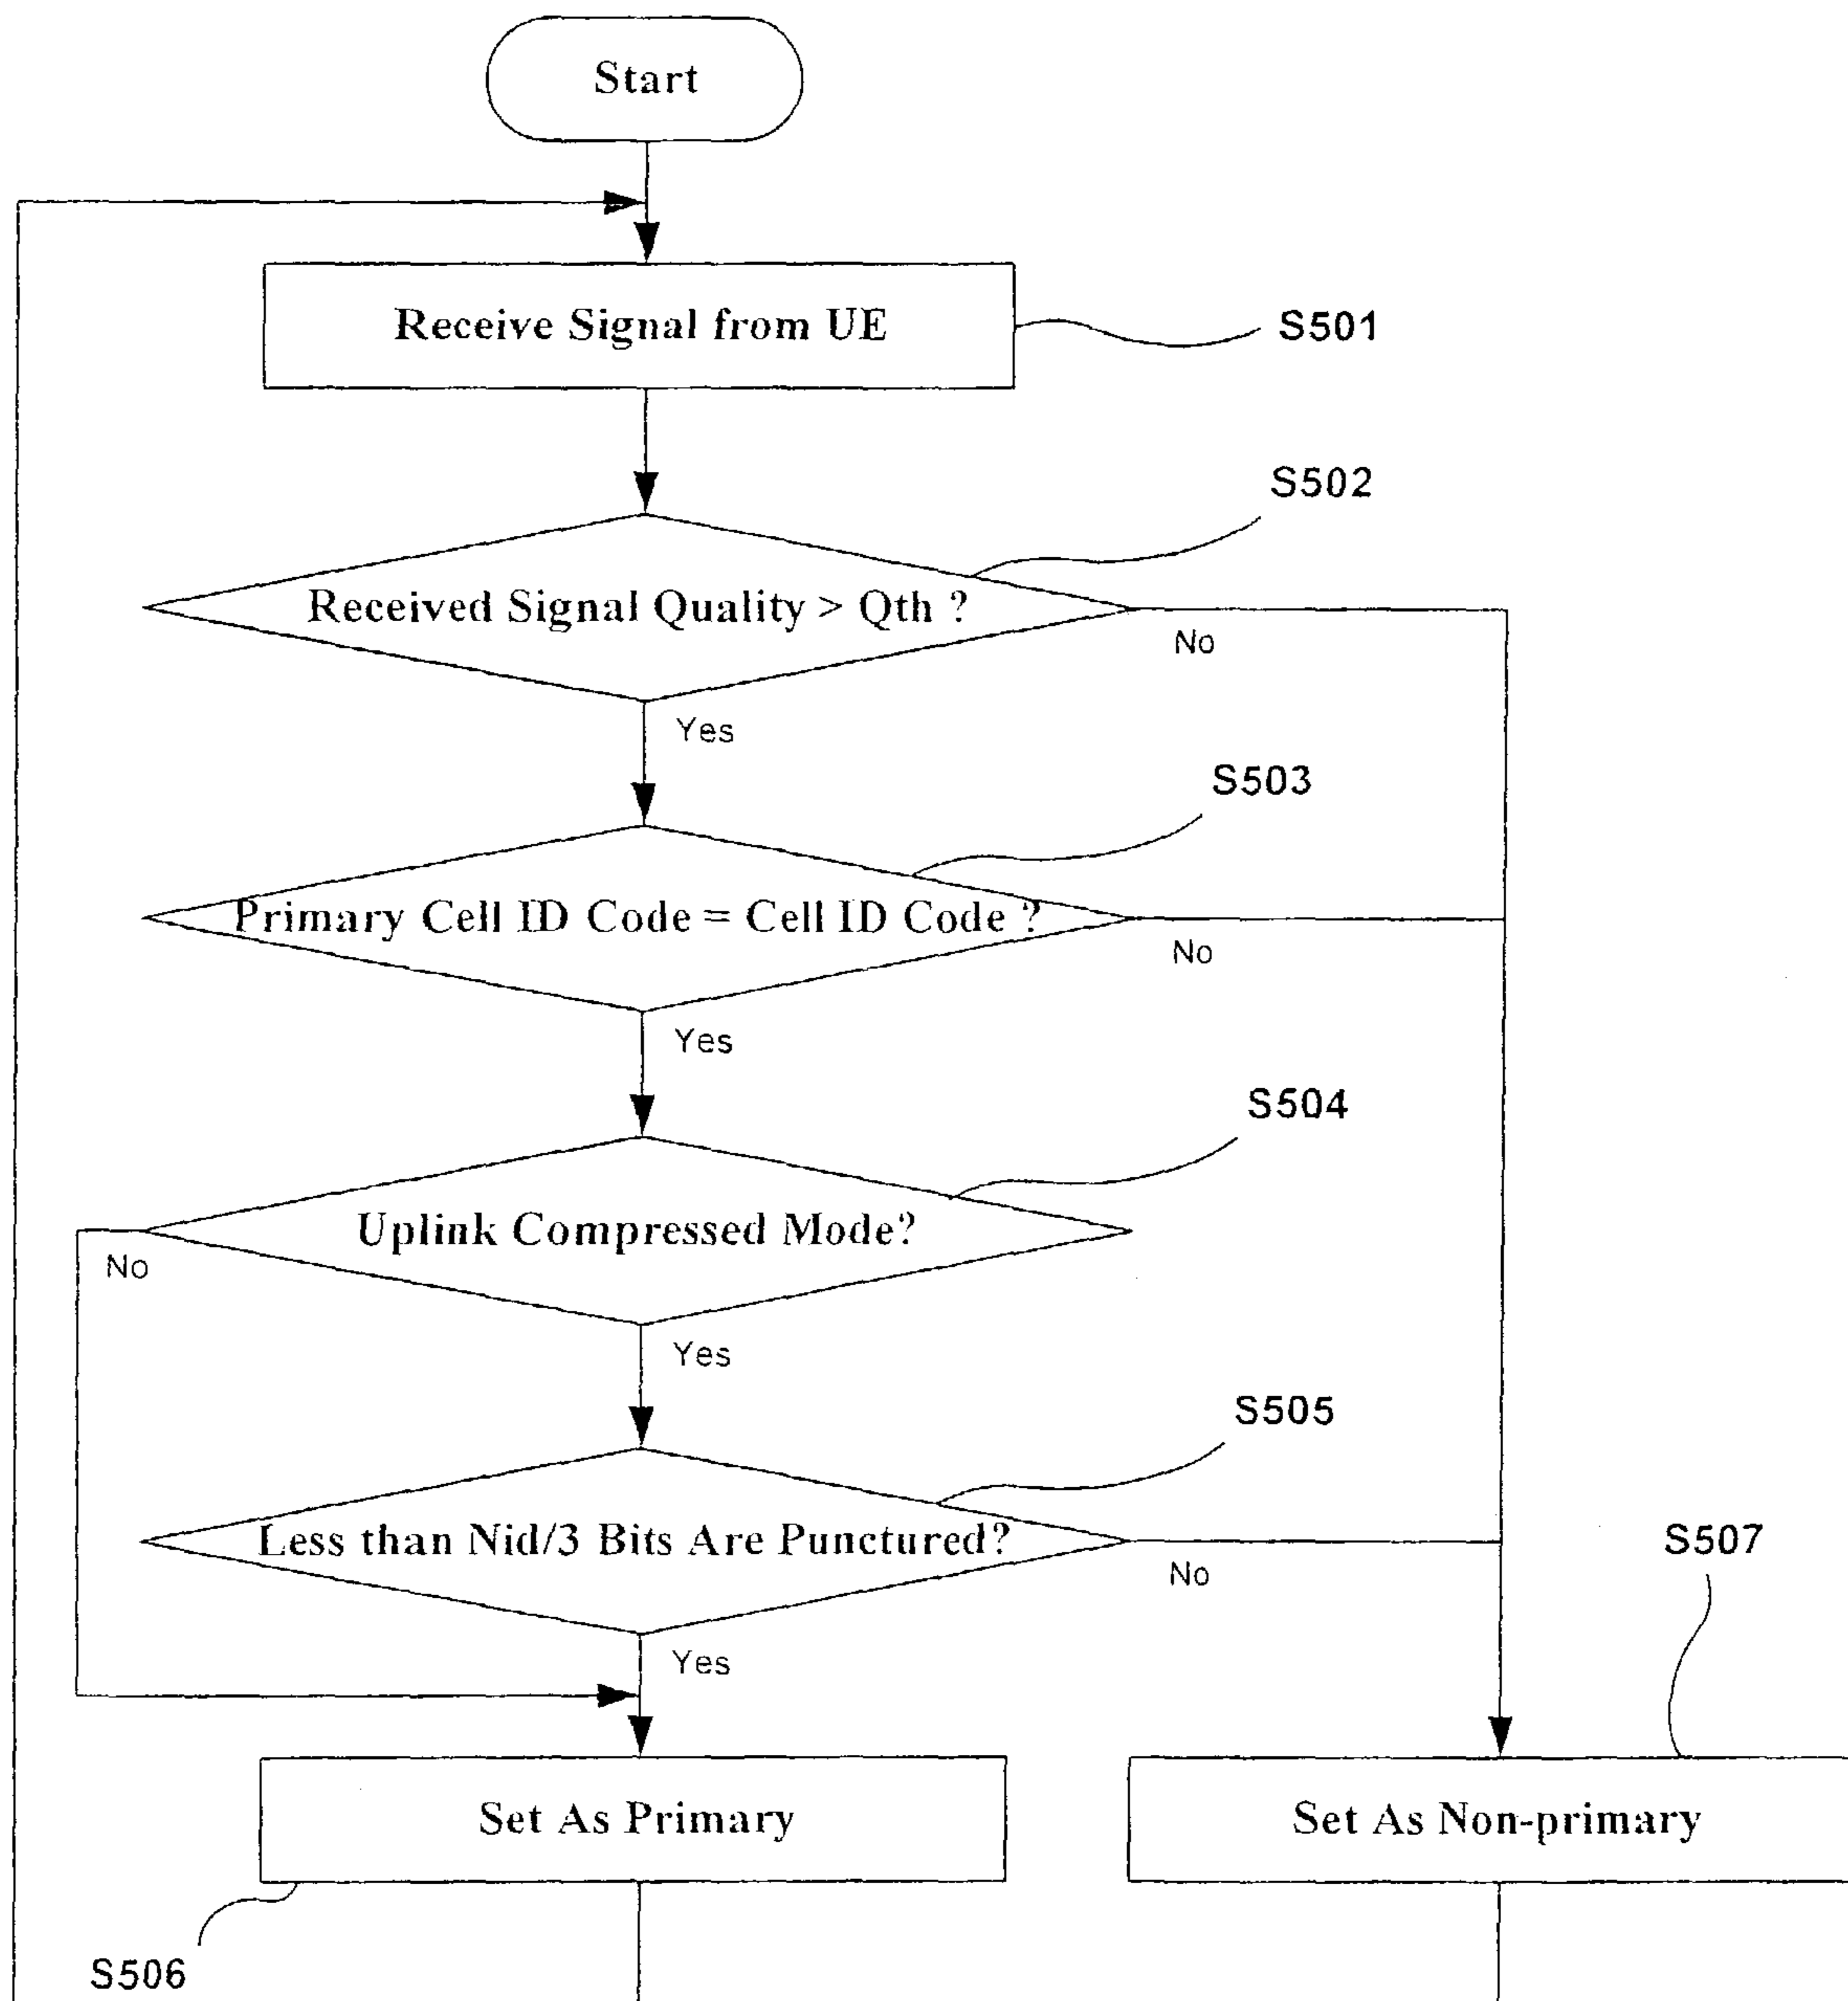 Start
Receive Signal from UE
S501
S502
Received Signal Quality > Qth ?
No
Yes
S503
Primary Cell ID Code = Cell ID Code ?
No
Yes
S504
Uplink Compressed Mode?
No
Yes
S505
Less than Nid/3 Bits Are Punctured?
No
S507
Yes
Set As Primary
Set As Non-primary
S506